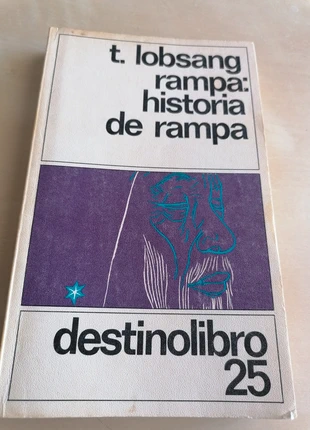 t. lobsang
rampa:
historia
de rampa
destinolibro
25